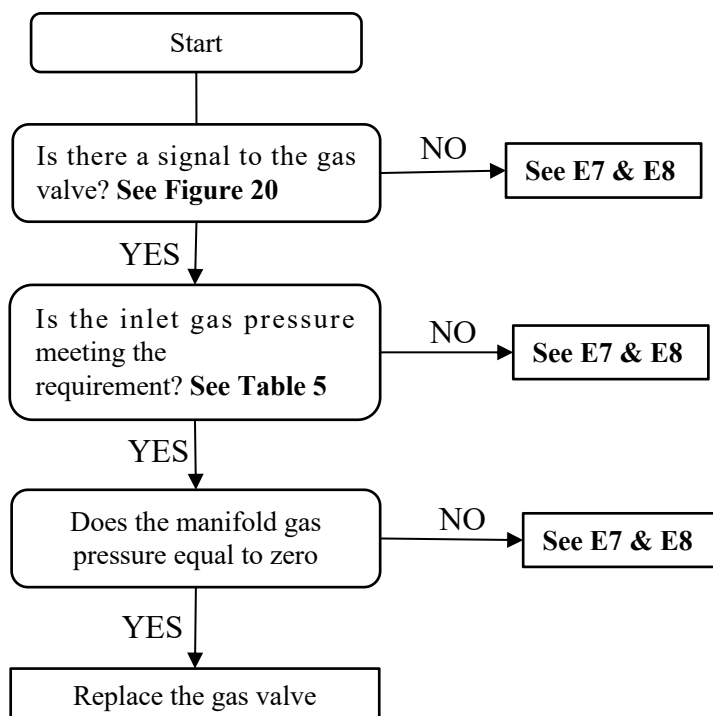 Start
Is there a signal to the gas
valve? See Figure 20
NO
See E7 & E8
YES
Is the inlet gas pressure
meeting the
requirement? See Table 5
NO
See E7 & E8
YES
Does the manifold gas
pressure equal to zero
NO
See E7 & E8
YES
Replace the gas valve